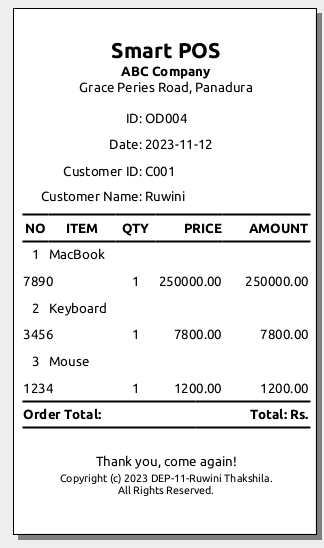 Smart POS
ABC Company
Grace Peries Road, Panadura
ID: OD004
Date: 2023-11-12
Customer ID: C001
Customer Name: Ruwini
NO ITEM QTY PRICE AMOUNT
1 MacBook
7890 1 250000.00 250000.00
2 Keyboard
3456 1 7800.00 7800.00
3 Mouse
1234 1 1200.00 1200.00
Order Total: Total: Rs.
Thank you, come again!
Copyright (c) 2023 DEP-11-Ruwini Thakshila.
All Rights Reserved.